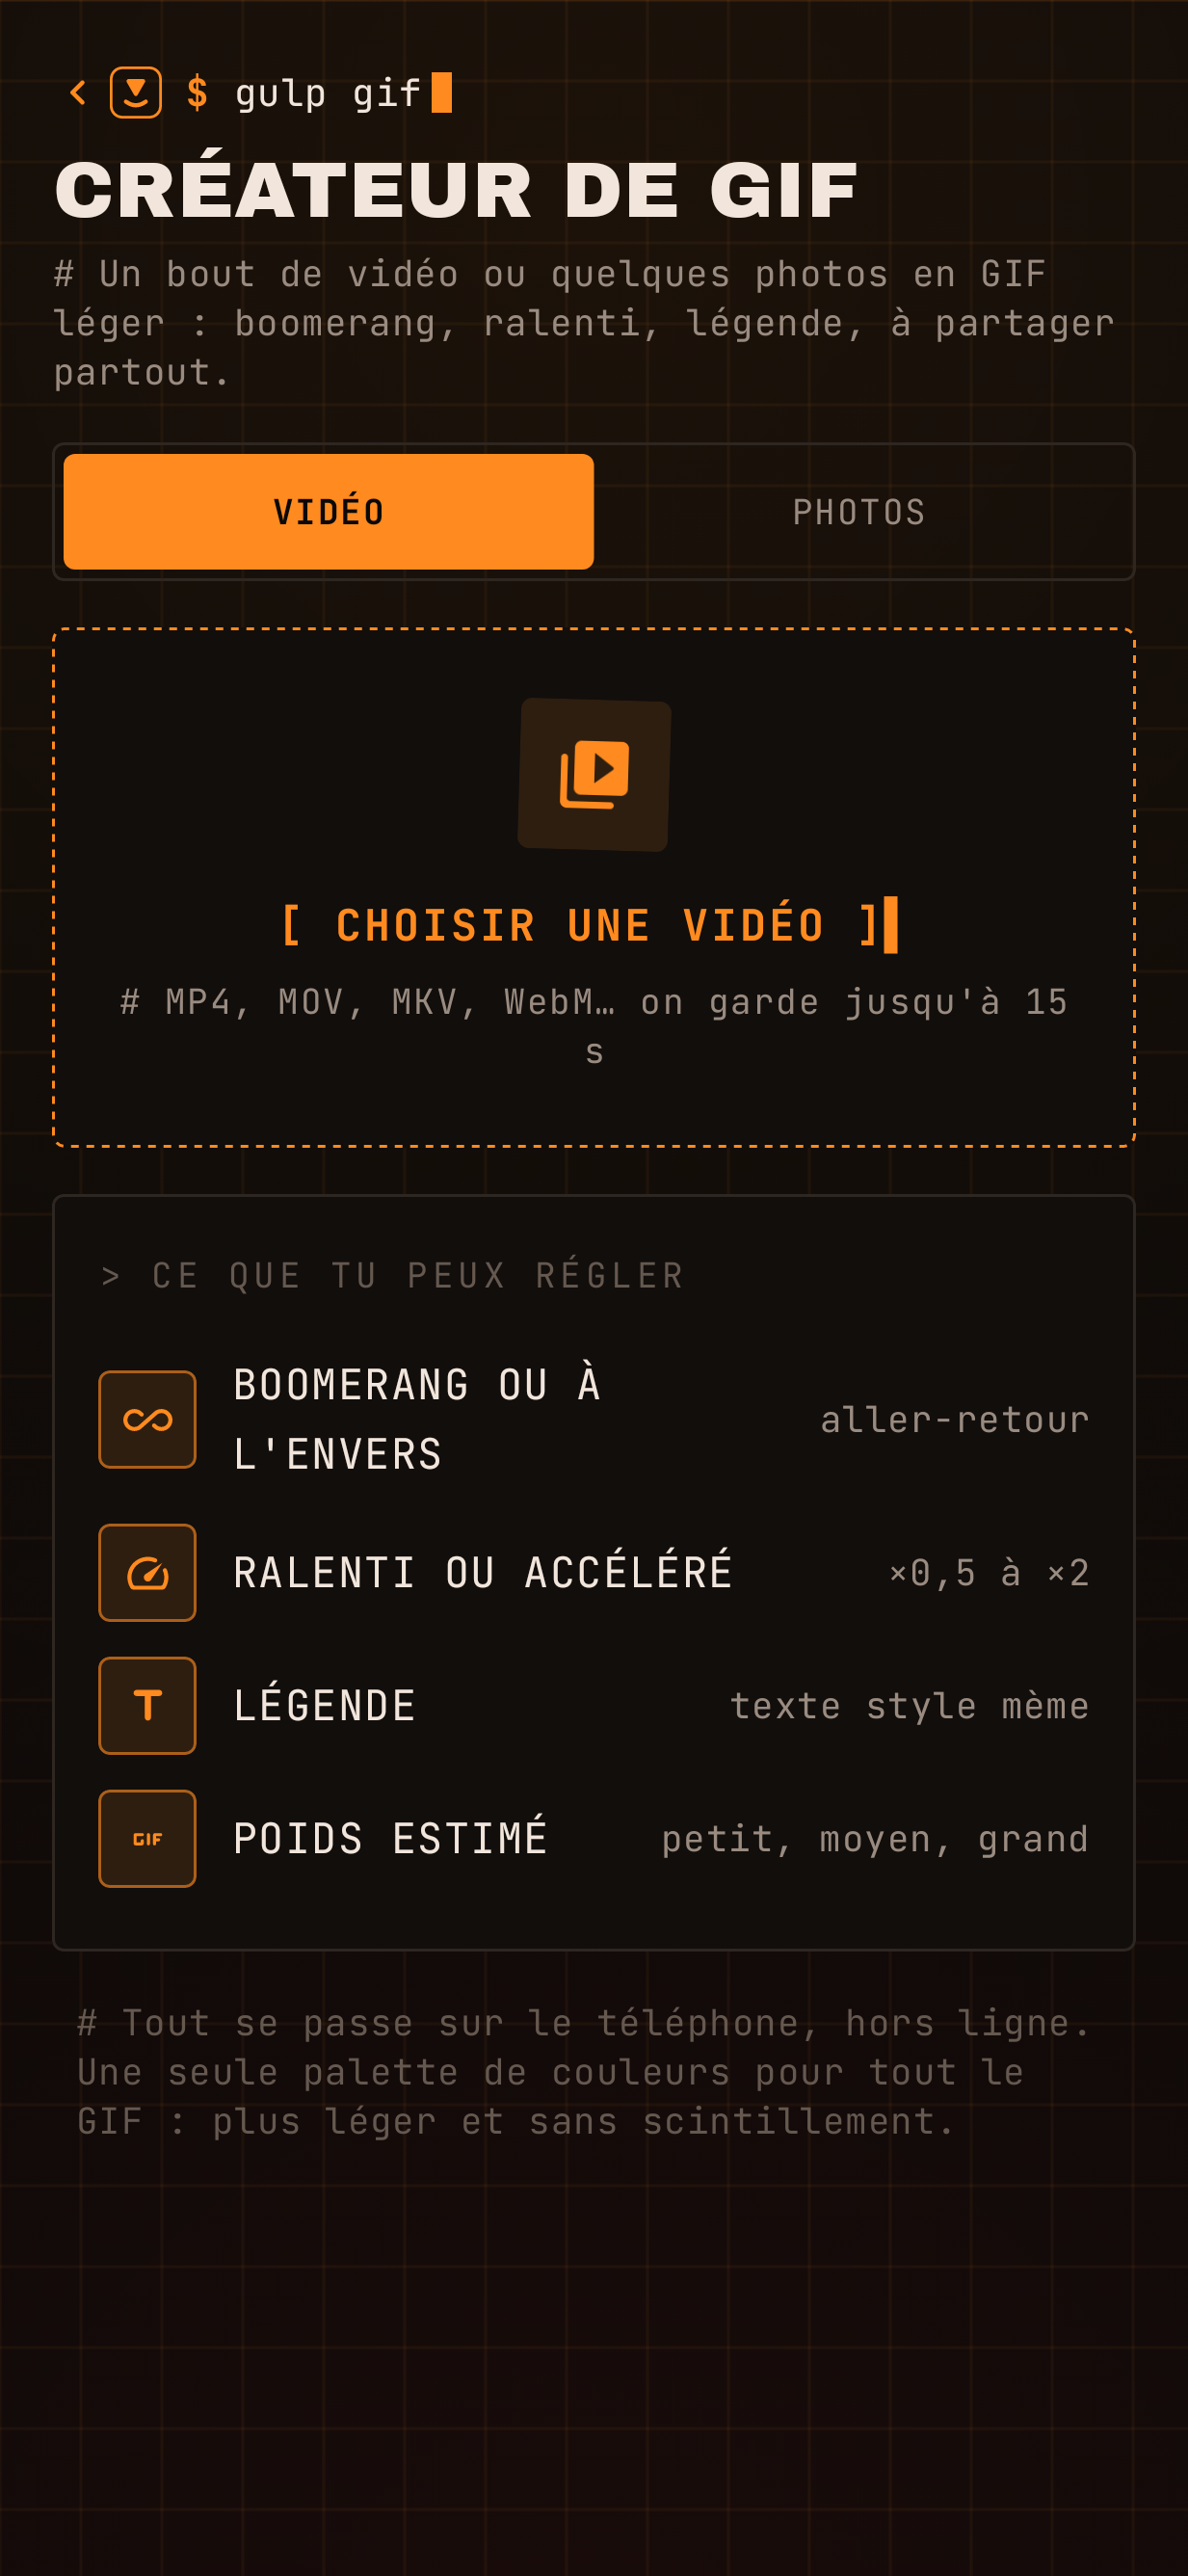 $ gulp gif
CRÉATEUR DE GIF
# Un bout de vidéo ou quelques photos en GIF
léger : boomerang, ralenti, légende, à partager
partout.
VIDÉO
PHOTOS
[ CHOISIR UNE VIDÉO ]
# MP4, MOV, MKV, WebM… on garde jusqu'à 15
s
> CE QUE TU PEUX RÉGLER
BOOMERANG OU À
L'ENVERS
aller-retour
RALENTI OU ACCÉLÉRÉ
×0,5 à ×2
T
LÉGENDE
texte style mème
GIF
POIDS ESTIMÉ
petit, moyen, grand
# Tout se passe sur le téléphone, hors ligne.
Une seule palette de couleurs pour tout le
GIF : plus léger et sans scintillement.